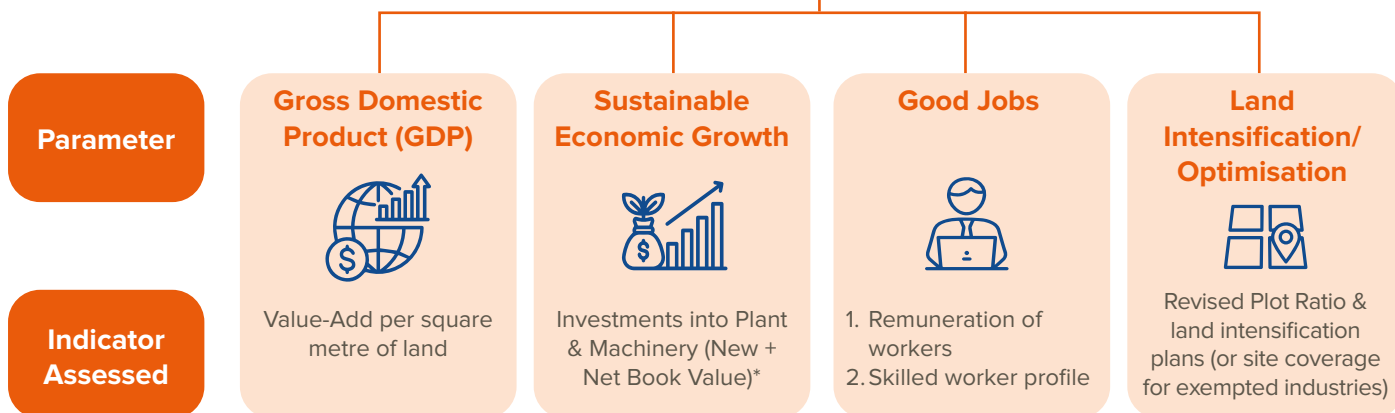 Parameter
Gross Domestic
Product (GDP)
$
Sustainable
Economic Growth
$
Good Jobs
Land
Intensification/
Optimisation
Indicator
Assessed
Value-Add per square
metre of land
Investments into Plant
& Machinery (New +
Net Book Value)*
1. Remuneration of
workers
2. Skilled worker profile
Revised Plot Ratio &
land intensification
plans (or site coverage
for exempted industries)